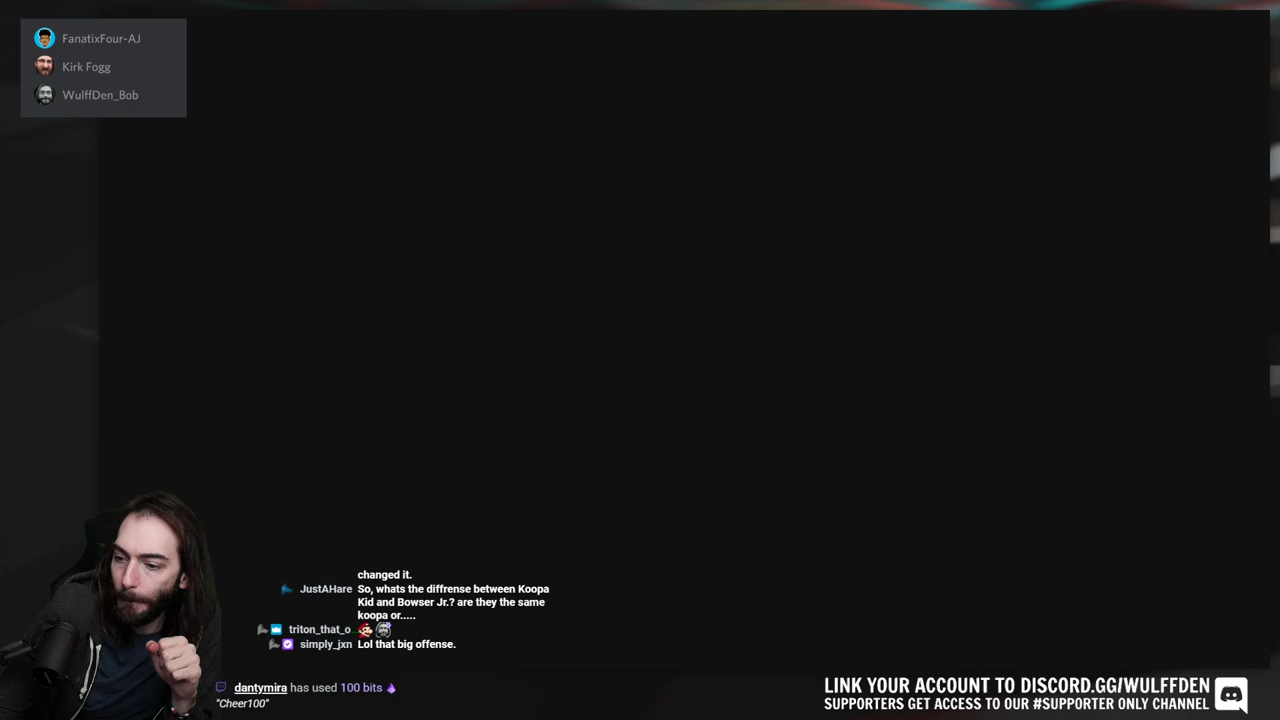 FanatixFour-AJ
Kirk Fogg
WulffDen_Bob
changed it.
JustAHare So, whats the diffrense between Koopa
Kid and Bowser Jr.? are they the same
koopa or.....
triton_that_o
simply_jxn Lol that big offense.
dantymira has used 100 bits
"Cheer100"
LINK YOUR ACCOUNT TO DISCORD.GG/WULFFDEN
SUPPORTERS GET ACCESS TO OUR #SUPPORTER ONLY CHANNEL